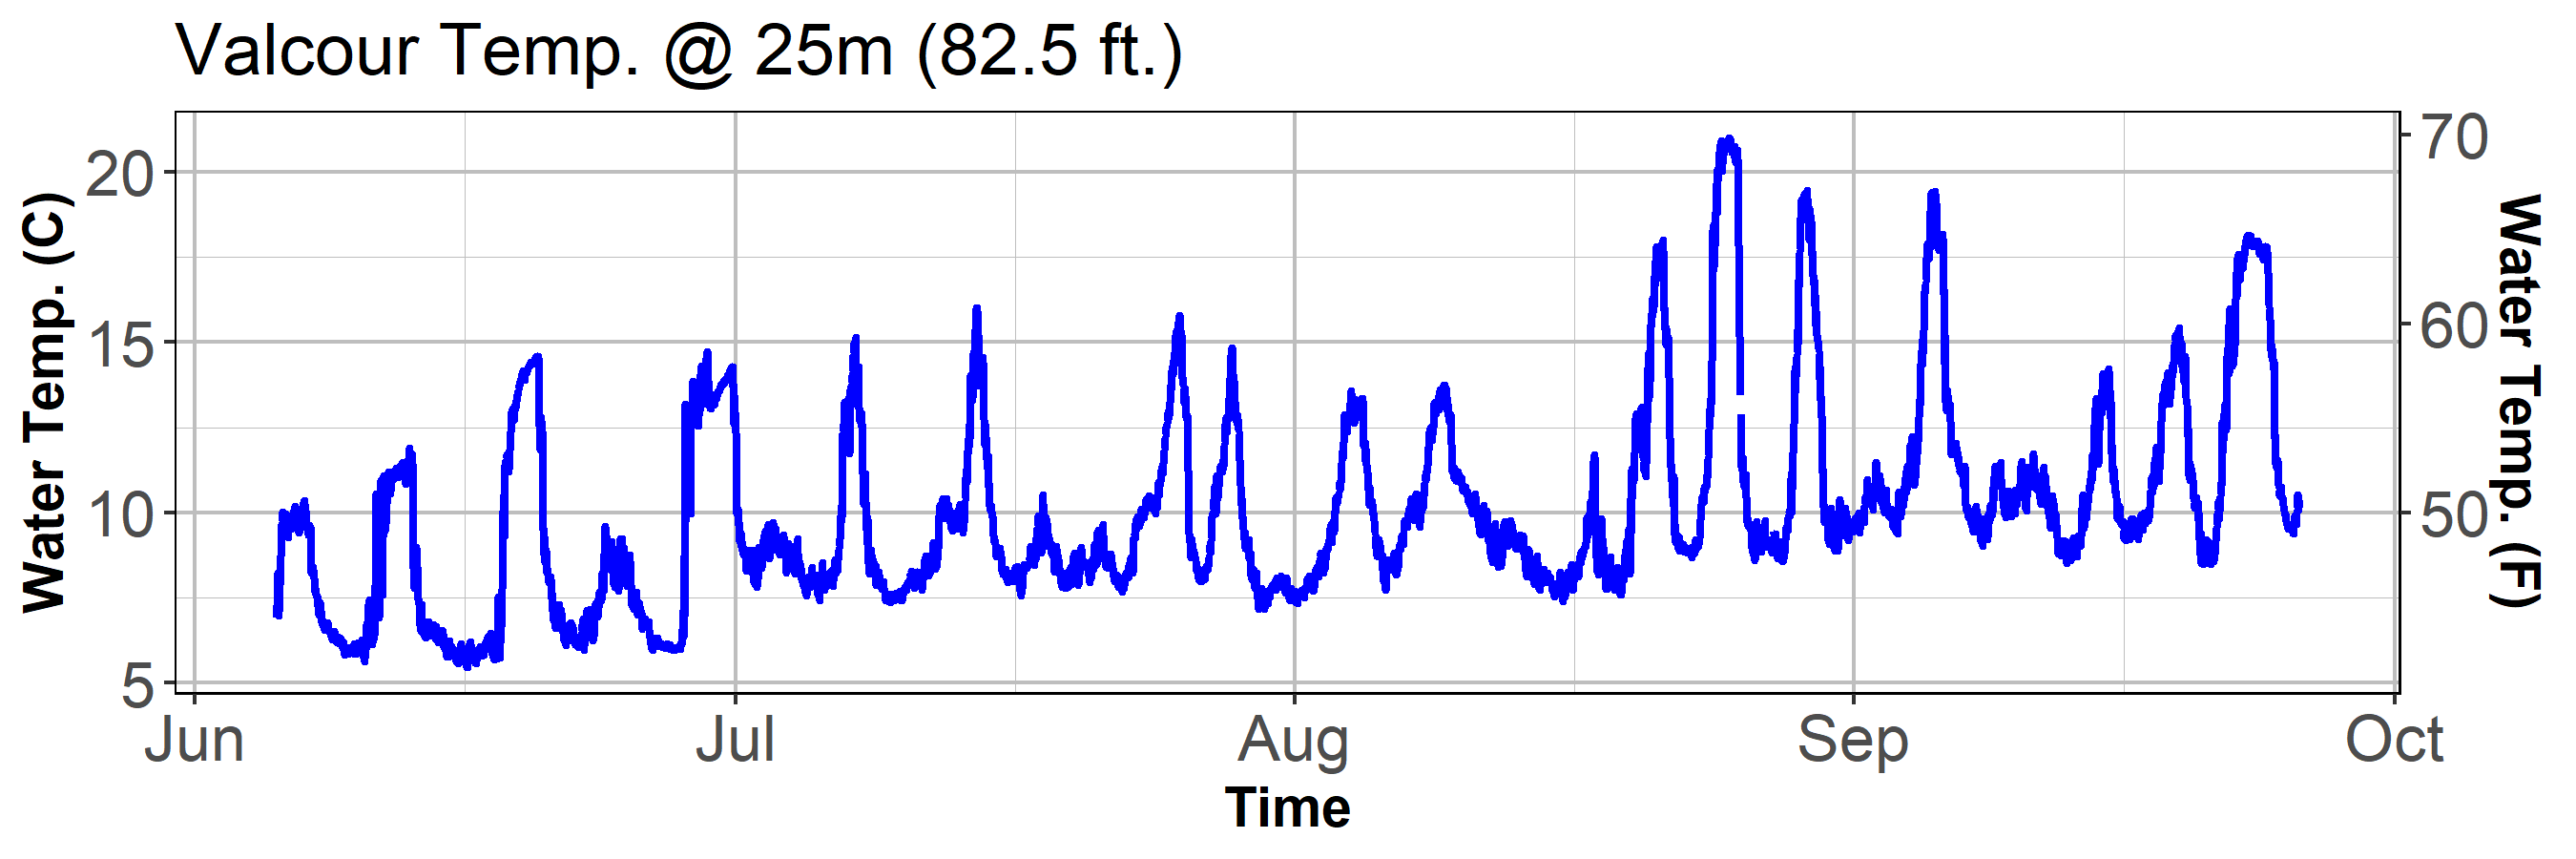 Valcour Temp. @ 25m (82.5 ft.)
Water Temp. (C)
20
15
10
5
70
60
50
Water Temp. (F)
Jun Jul Aug Sep Oct
Time